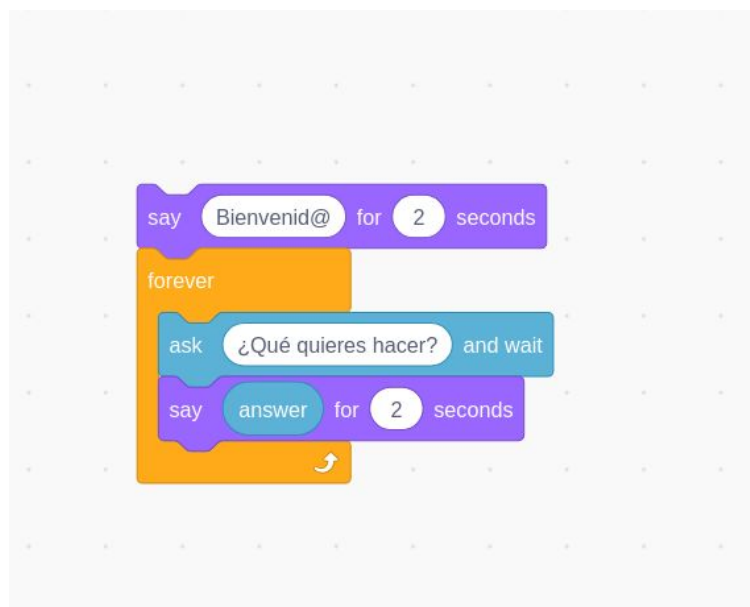 say Bienvenid@ for 2 seconds
forever
ask ¿Qué quieres hacer? and wait
say answer for 2 seconds